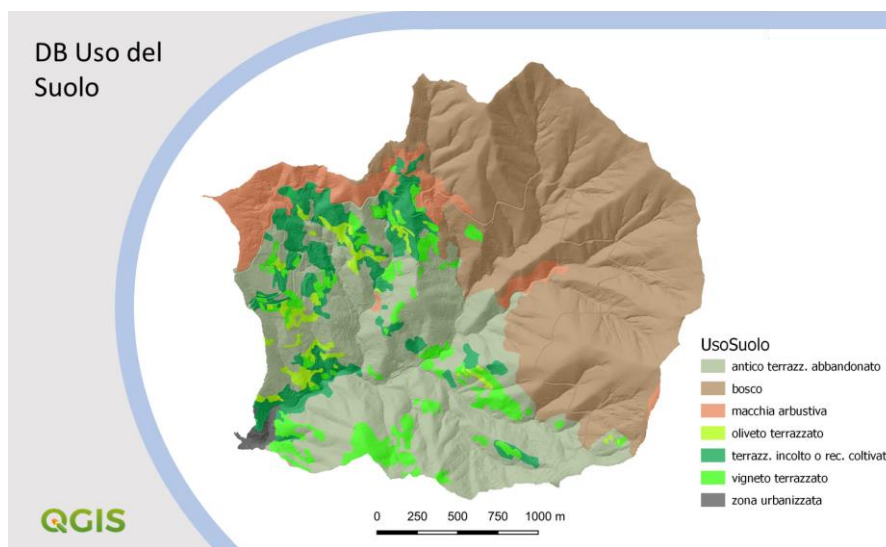 DB Uso del
Suolo
UsoSuolo
antico terrazz. abbandonato
bosco
macchia arbustiva
oliveto terrazzato
terrazz. incolto o rec. coltivat
vigneto terrazzato
zona urbanizzata
0 250 500 750 1000 m
QGIS